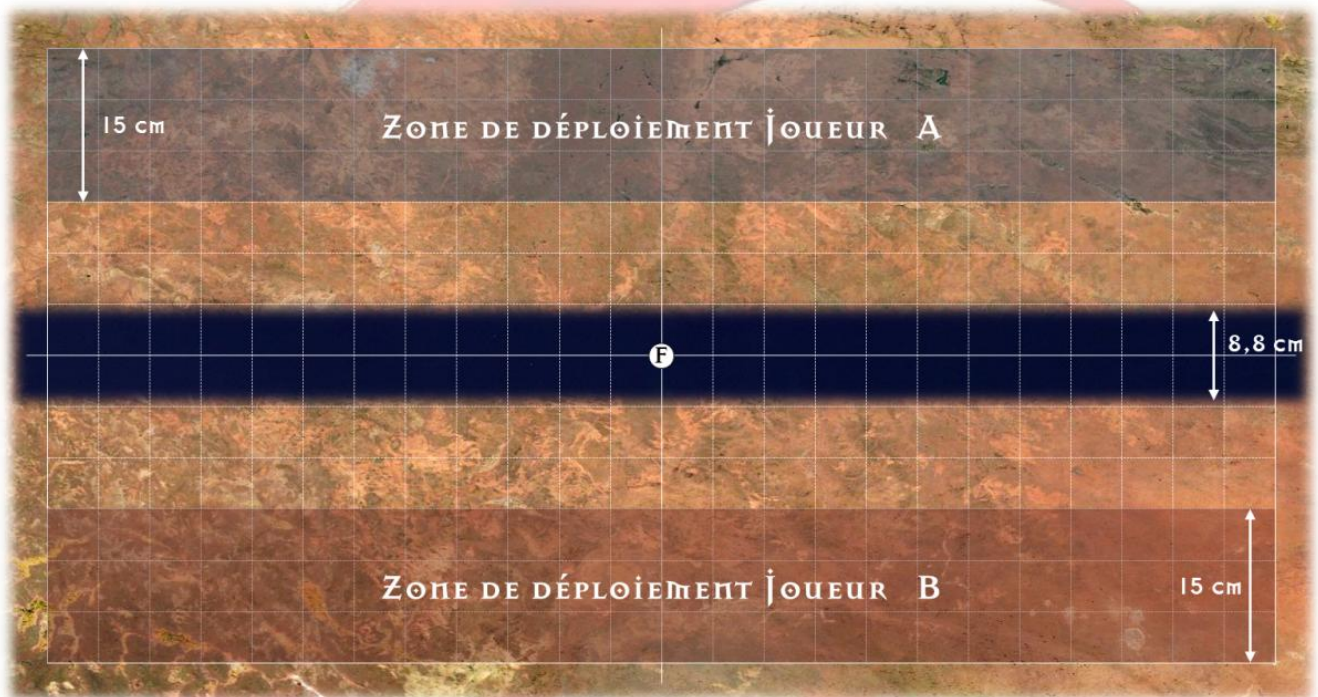 15 cm
Zone de déploiement Joueur A
8,8 cm
F
Zone de déploiement Joueur B
15 cm